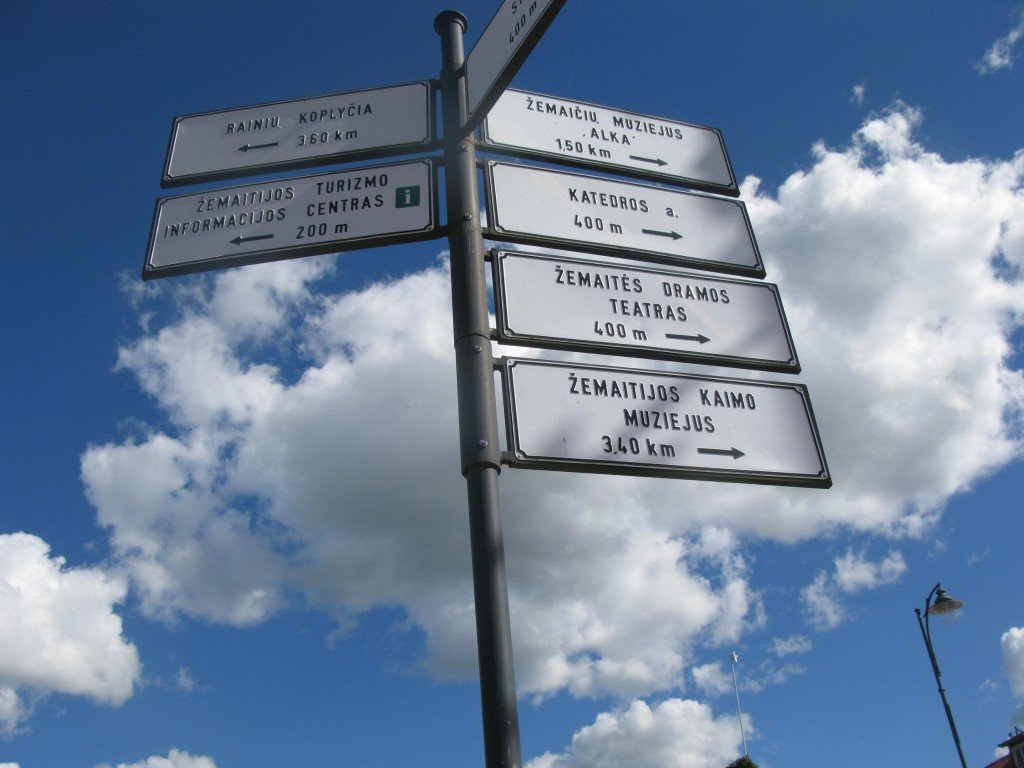 400 m
RAINIŲ KOPLYČIA
← 3,60 km
ŽEMAITIJOS TURIZMO
INFORMACIJOS CENTRAS i
← 200 m
ŽEMAIČIŲ MUZIEJUS
„ALKA“
1,50 km →
KATEDROS a.
400 m →
ŽEMAITĖS DRAMOS
TEATRAS
400 m →
ŽEMAITIJOS KAIMO
MUZIEJUS
3,40 km →